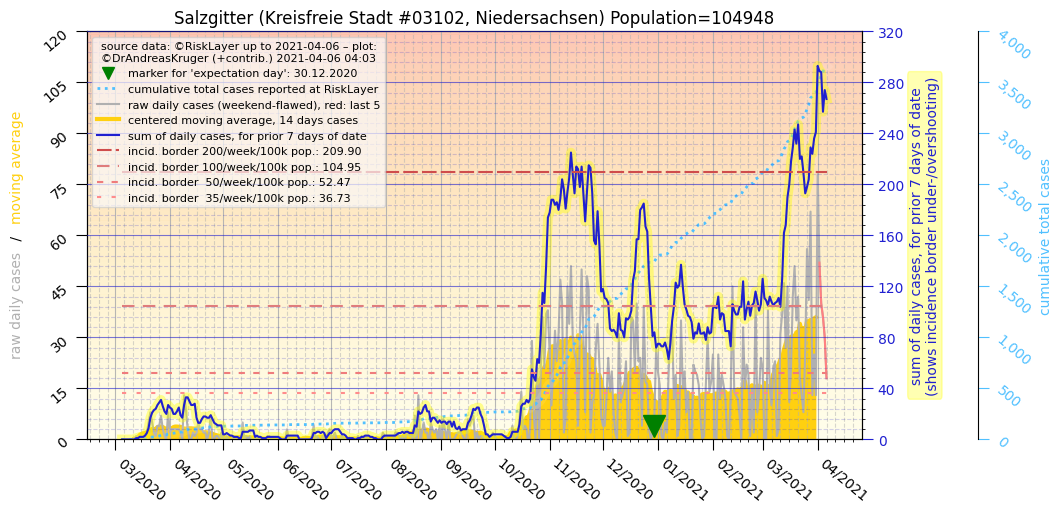 Salzgitter (Kreisfreie Stadt #03102, Niedersachsen) Population=104948
source data: ©RiskLayer up to 2021-04-06 – plot:
©DrAndreasKruger (+contrib.) 2021-04-06 04:03
marker for 'expectation day': 30.12.2020
cumulative total cases reported at RiskLayer
raw daily cases (weekend-flawed), red: last 5
centered moving average, 14 days cases
sum of daily cases, for prior 7 days of date
incid. border 200/week/100k pop.: 209.90
incid. border 100/week/100k pop.: 104.95
incid. border  50/week/100k pop.: 52.47
incid. border  35/week/100k pop.: 36.73
raw daily cases  /  moving average
120
105
90
75
60
45
30
15
0
03/2020
04/2020
05/2020
06/2020
07/2020
08/2020
09/2020
10/2020
11/2020
12/2020
01/2021
02/2021
03/2021
04/2021
320
280
240
200
160
120
80
40
0
sum of daily cases, for prior 7 days of date
(shows incidence border under-/overshooting)
4,000
3,500
3,000
2,500
2,000
1,500
1,000
500
0
cumulative total cases